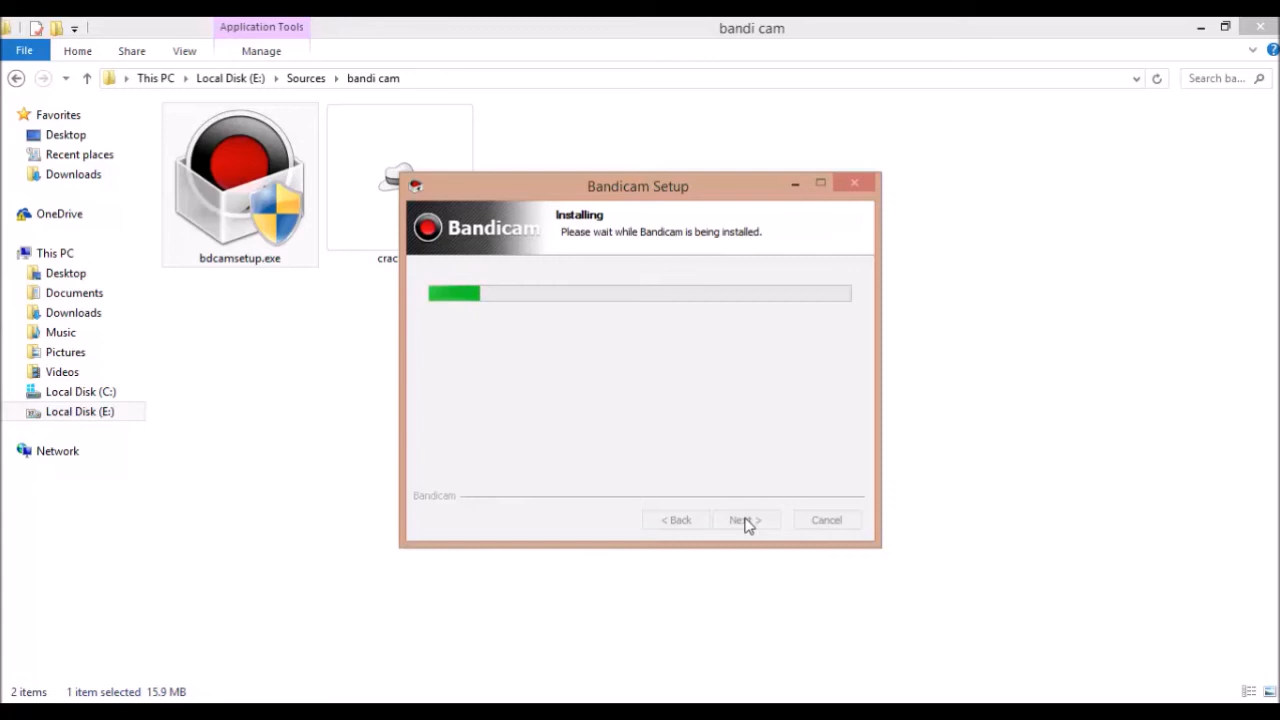 Application Tools
bandi cam
File
Home
Share
View
Manage
This PC
Local Disk (E:)
Sources
bandi cam
Search ba...
Favorites
Desktop
Recent places
Downloads
OneDrive
This PC
Desktop
Documents
Downloads
Music
Pictures
Videos
Local Disk (C:)
Local Disk (E:)
Network
bdcamsetup.exe
crac
Bandicam Setup
Bandicam
Installing
Please wait while Bandicam is being installed.
Bandicam
< Back
Next >
Cancel
2 items
1 item selected 15.9 MB